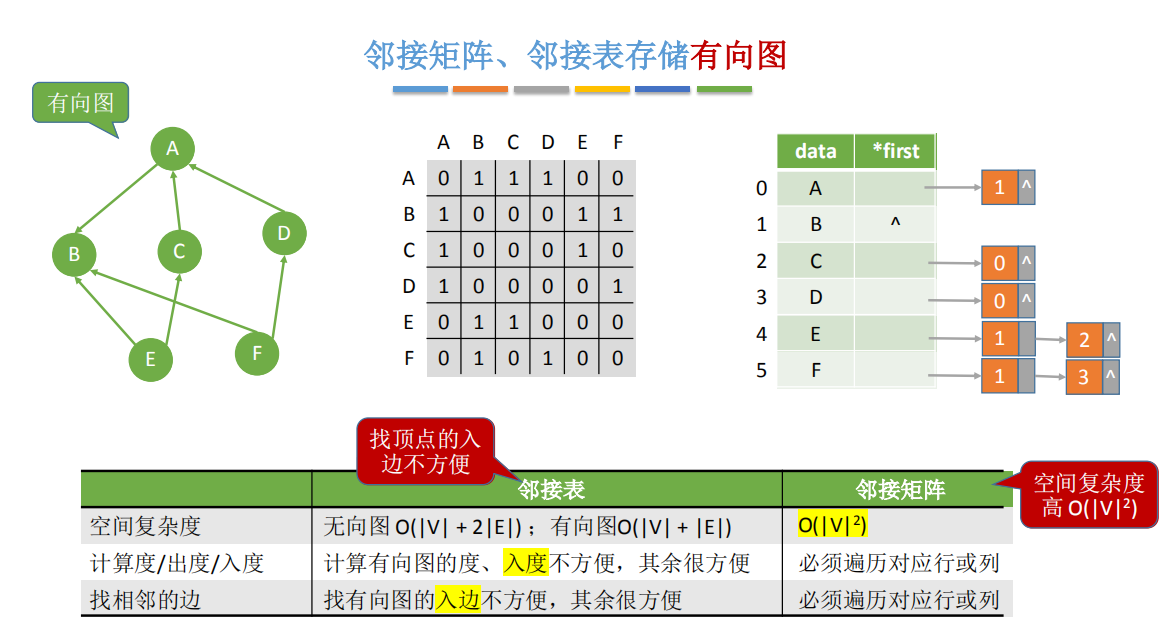 邻接矩阵、邻接表存储有向图
有向图
A
B
C
D
E
F
A B C D E F
A 0 1 1 1 0 0
B 1 0 0 0 1 1
C 1 0 0 0 1 0
D 1 0 0 0 0 1
E 0 1 1 0 0 0
F 0 1 0 1 0 0
data *first
0 A 1 ^
1 B ^
2 C 0 ^
3 D 0 ^
4 E 1 2 ^
5 F 1 3 ^
找顶点的入
边不方便
空间复杂度
高 O(|V|²)
邻接表 邻接矩阵
空间复杂度 无向图 O(|V| + 2|E|) ；有向图O(|V| + |E|) O(|V|²)
计算度/出度/入度 计算有向图的度、入度不方便，其余很方便 必须遍历对应行或列
找相邻的边 找有向图的入边不方便，其余很方便 必须遍历对应行或列